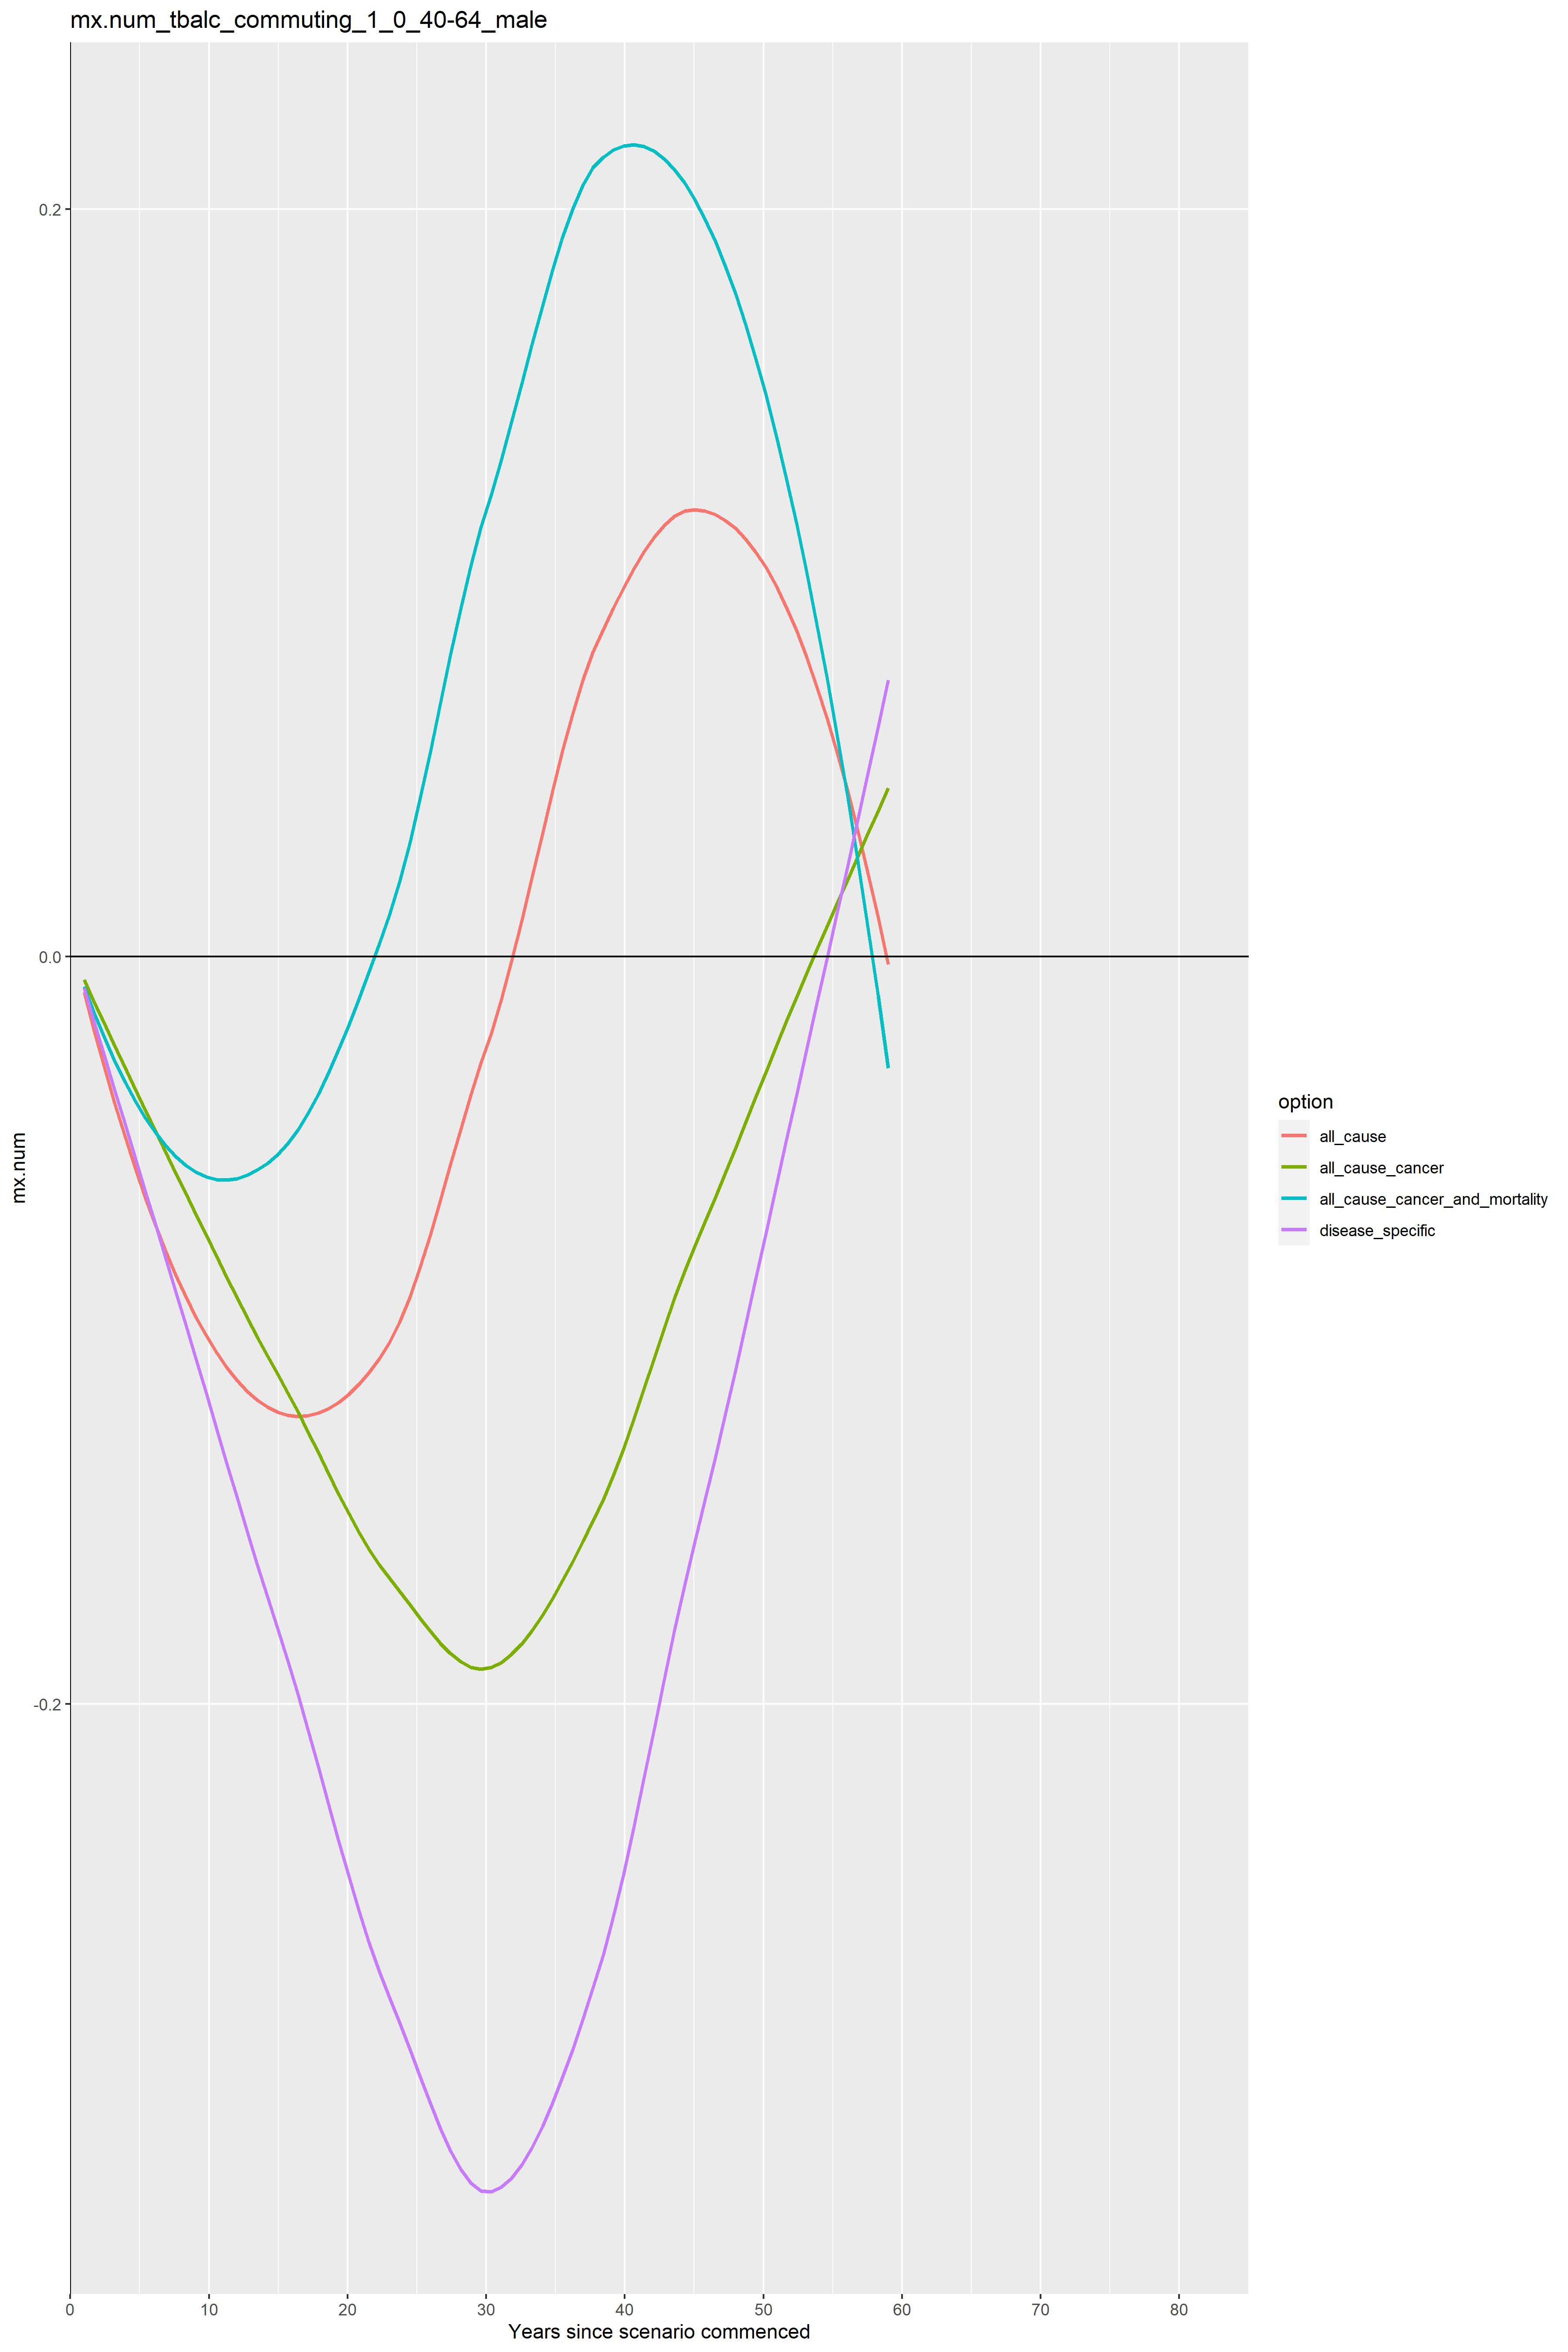 mx.num_tbalc_commuting_1_0_40-64_male
0.2
0.0
-0.2
mx.num
0 10 20 30 40 50 60 70 80
Years since scenario commenced
option
all_cause
all_cause_cancer
all_cause_cancer_and_mortality
disease_specific